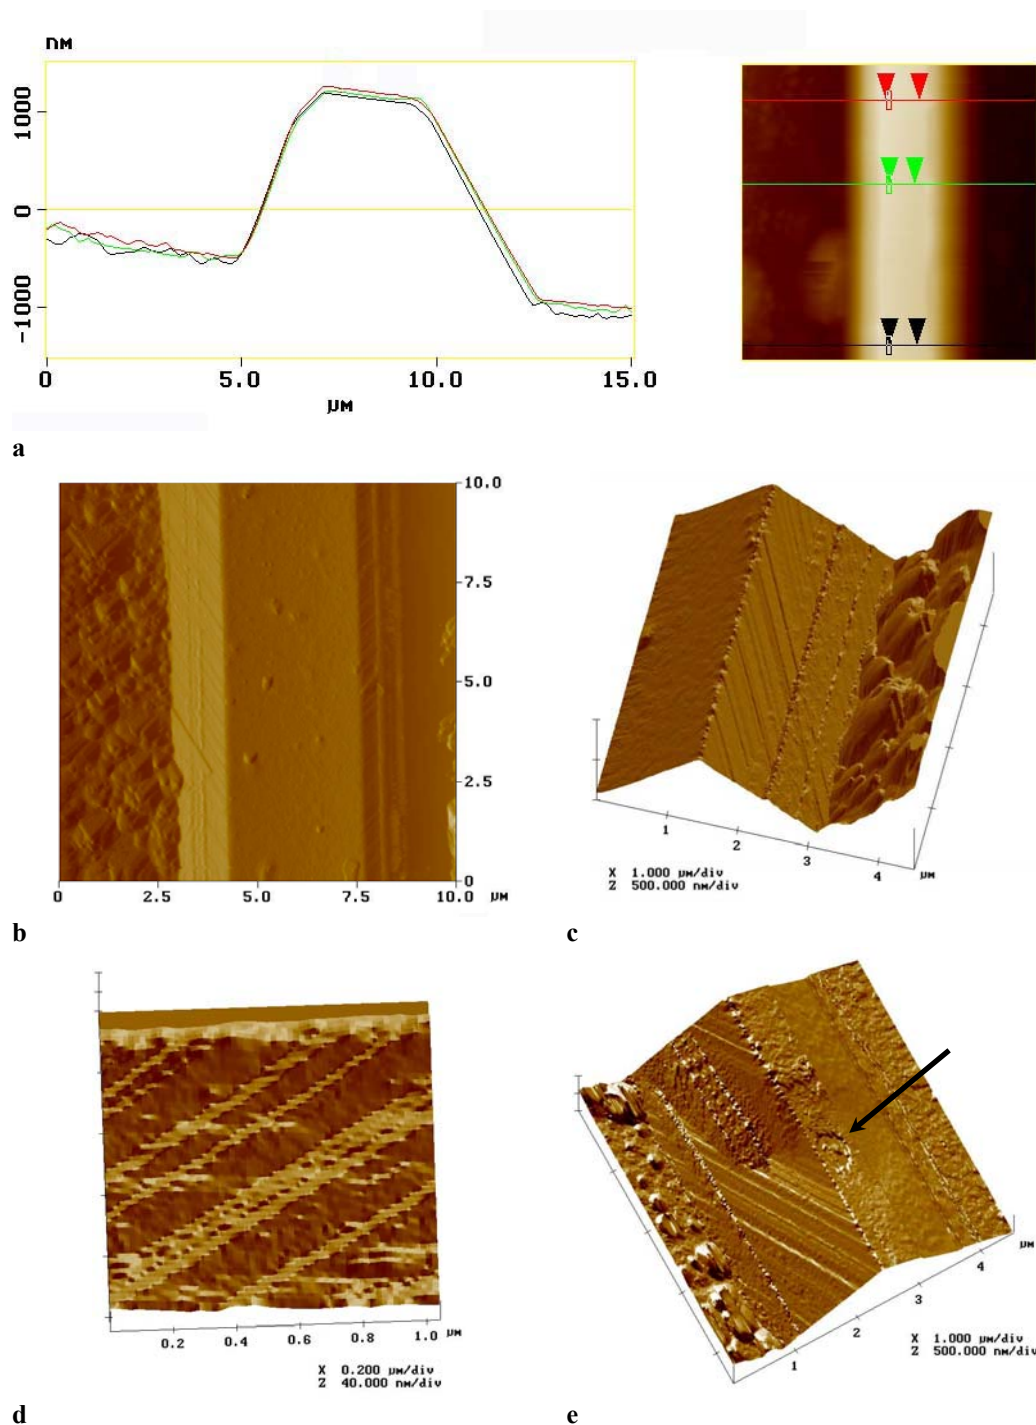 nM
1000
0
-1000
0 5.0 10.0 15.0
μM
a
10.0
7.5
5.0
2.5
0
0 2.5 5.0 7.5 10.0 μM
b
1
2
3
4
μM
X 1.000 μM/div
Z 500.000 nM/div
c
0.2 0.4 0.6 0.8 1.0 μM
X 0.200 μM/div
Z 40.000 nM/div
d
μM
4
3
2
1
X 1.000 μM/div
Z 500.000 nM/div
e